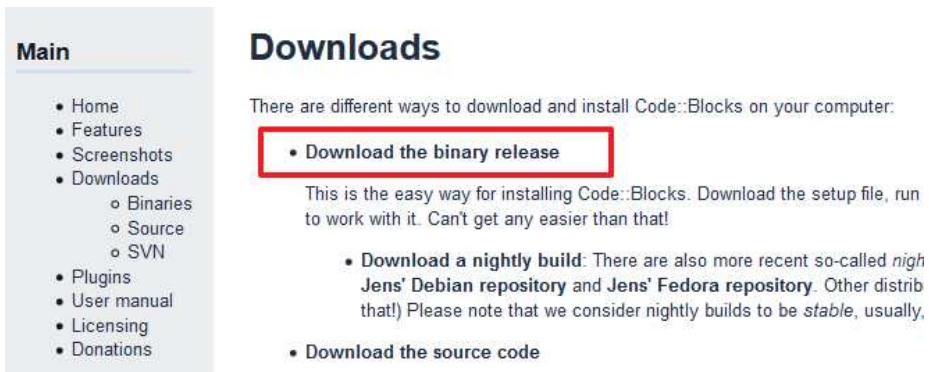 Main
Home
Features
Screenshots
Downloads
Binaries
Source
SVN
Plugins
User manual
Licensing
Donations
Downloads
There are different ways to download and install Code::Blocks on your computer:
Download the binary release
This is the easy way for installing Code::Blocks. Download the setup file, run
to work with it. Can't get any easier than that!
Download a nightly build: There are also more recent so-called nigh
Jens' Debian repository and Jens' Fedora repository. Other distrib
that!) Please note that we consider nightly builds to be stable, usually,
Download the source code